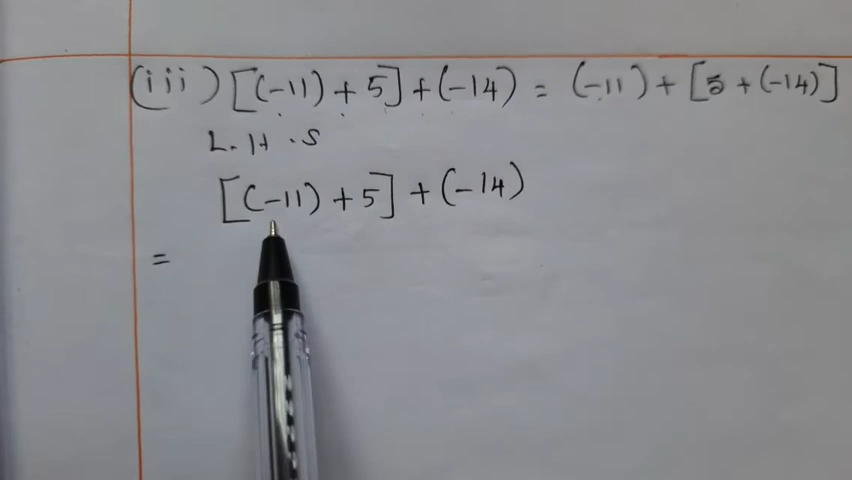 (iii) [(-11) + 5] + (-14) = (-11) + [5 + (-14)]
L.H.S
[(-11) + 5] + (-14)
=